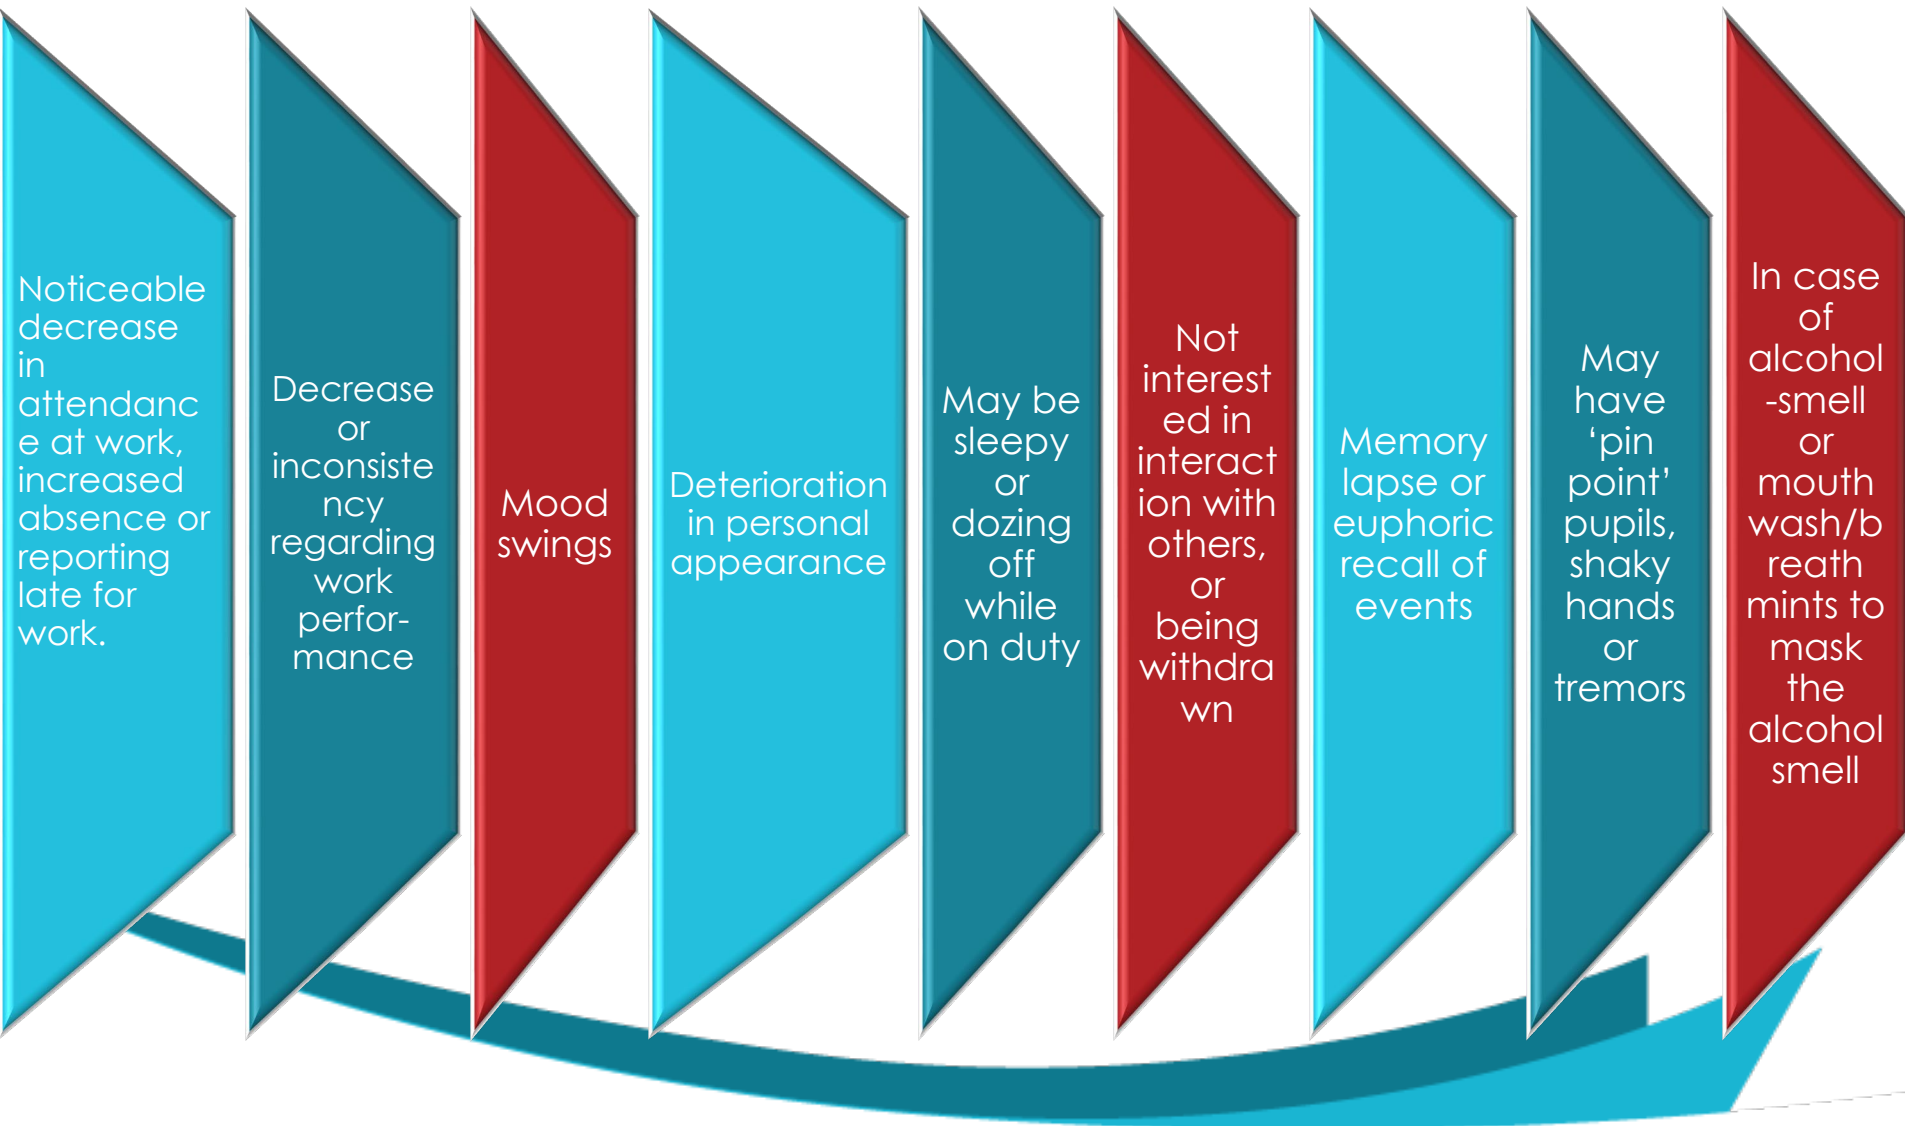 Noticeable
decrease
in
attendanc
e at work,
increased
absence or
reporting
late for
work.
Decrease
or
inconsiste
ncy
regarding
work
perfor-
mance
Mood
swings
Deterioration
in personal
appearance
May be
sleepy
or
dozing
off
while
on duty
Not
interest
ed in
interact
ion with
others,
or
being
withdra
wn
Memory
lapse or
euphoric
recall of
events
May
have
‘pin
point’
pupils,
shaky
hands
or
tremors
In case
of
alcohol
-smell
or
mouth
wash/b
reath
mints to
mask
the
alcohol
smell